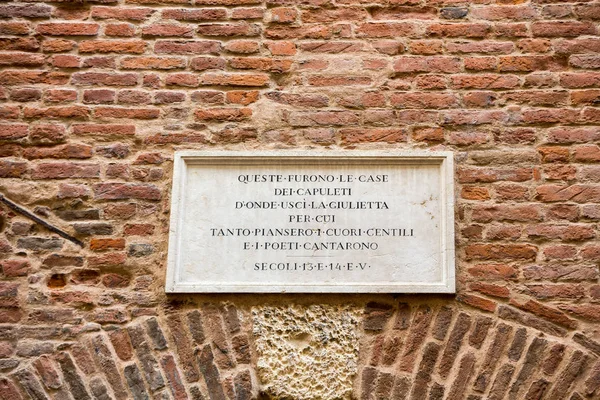 QUESTE·FURONO·LE·CASE
DEI·CAPULETI
D'ONDE·USCÌ·LA·GIULIETTA
PER·CUI
TANTO·PIANSERO·I·CUORI·GENTILI
E·I·POETI·CANTARONO
SECOLI·13·E·14·E·V·